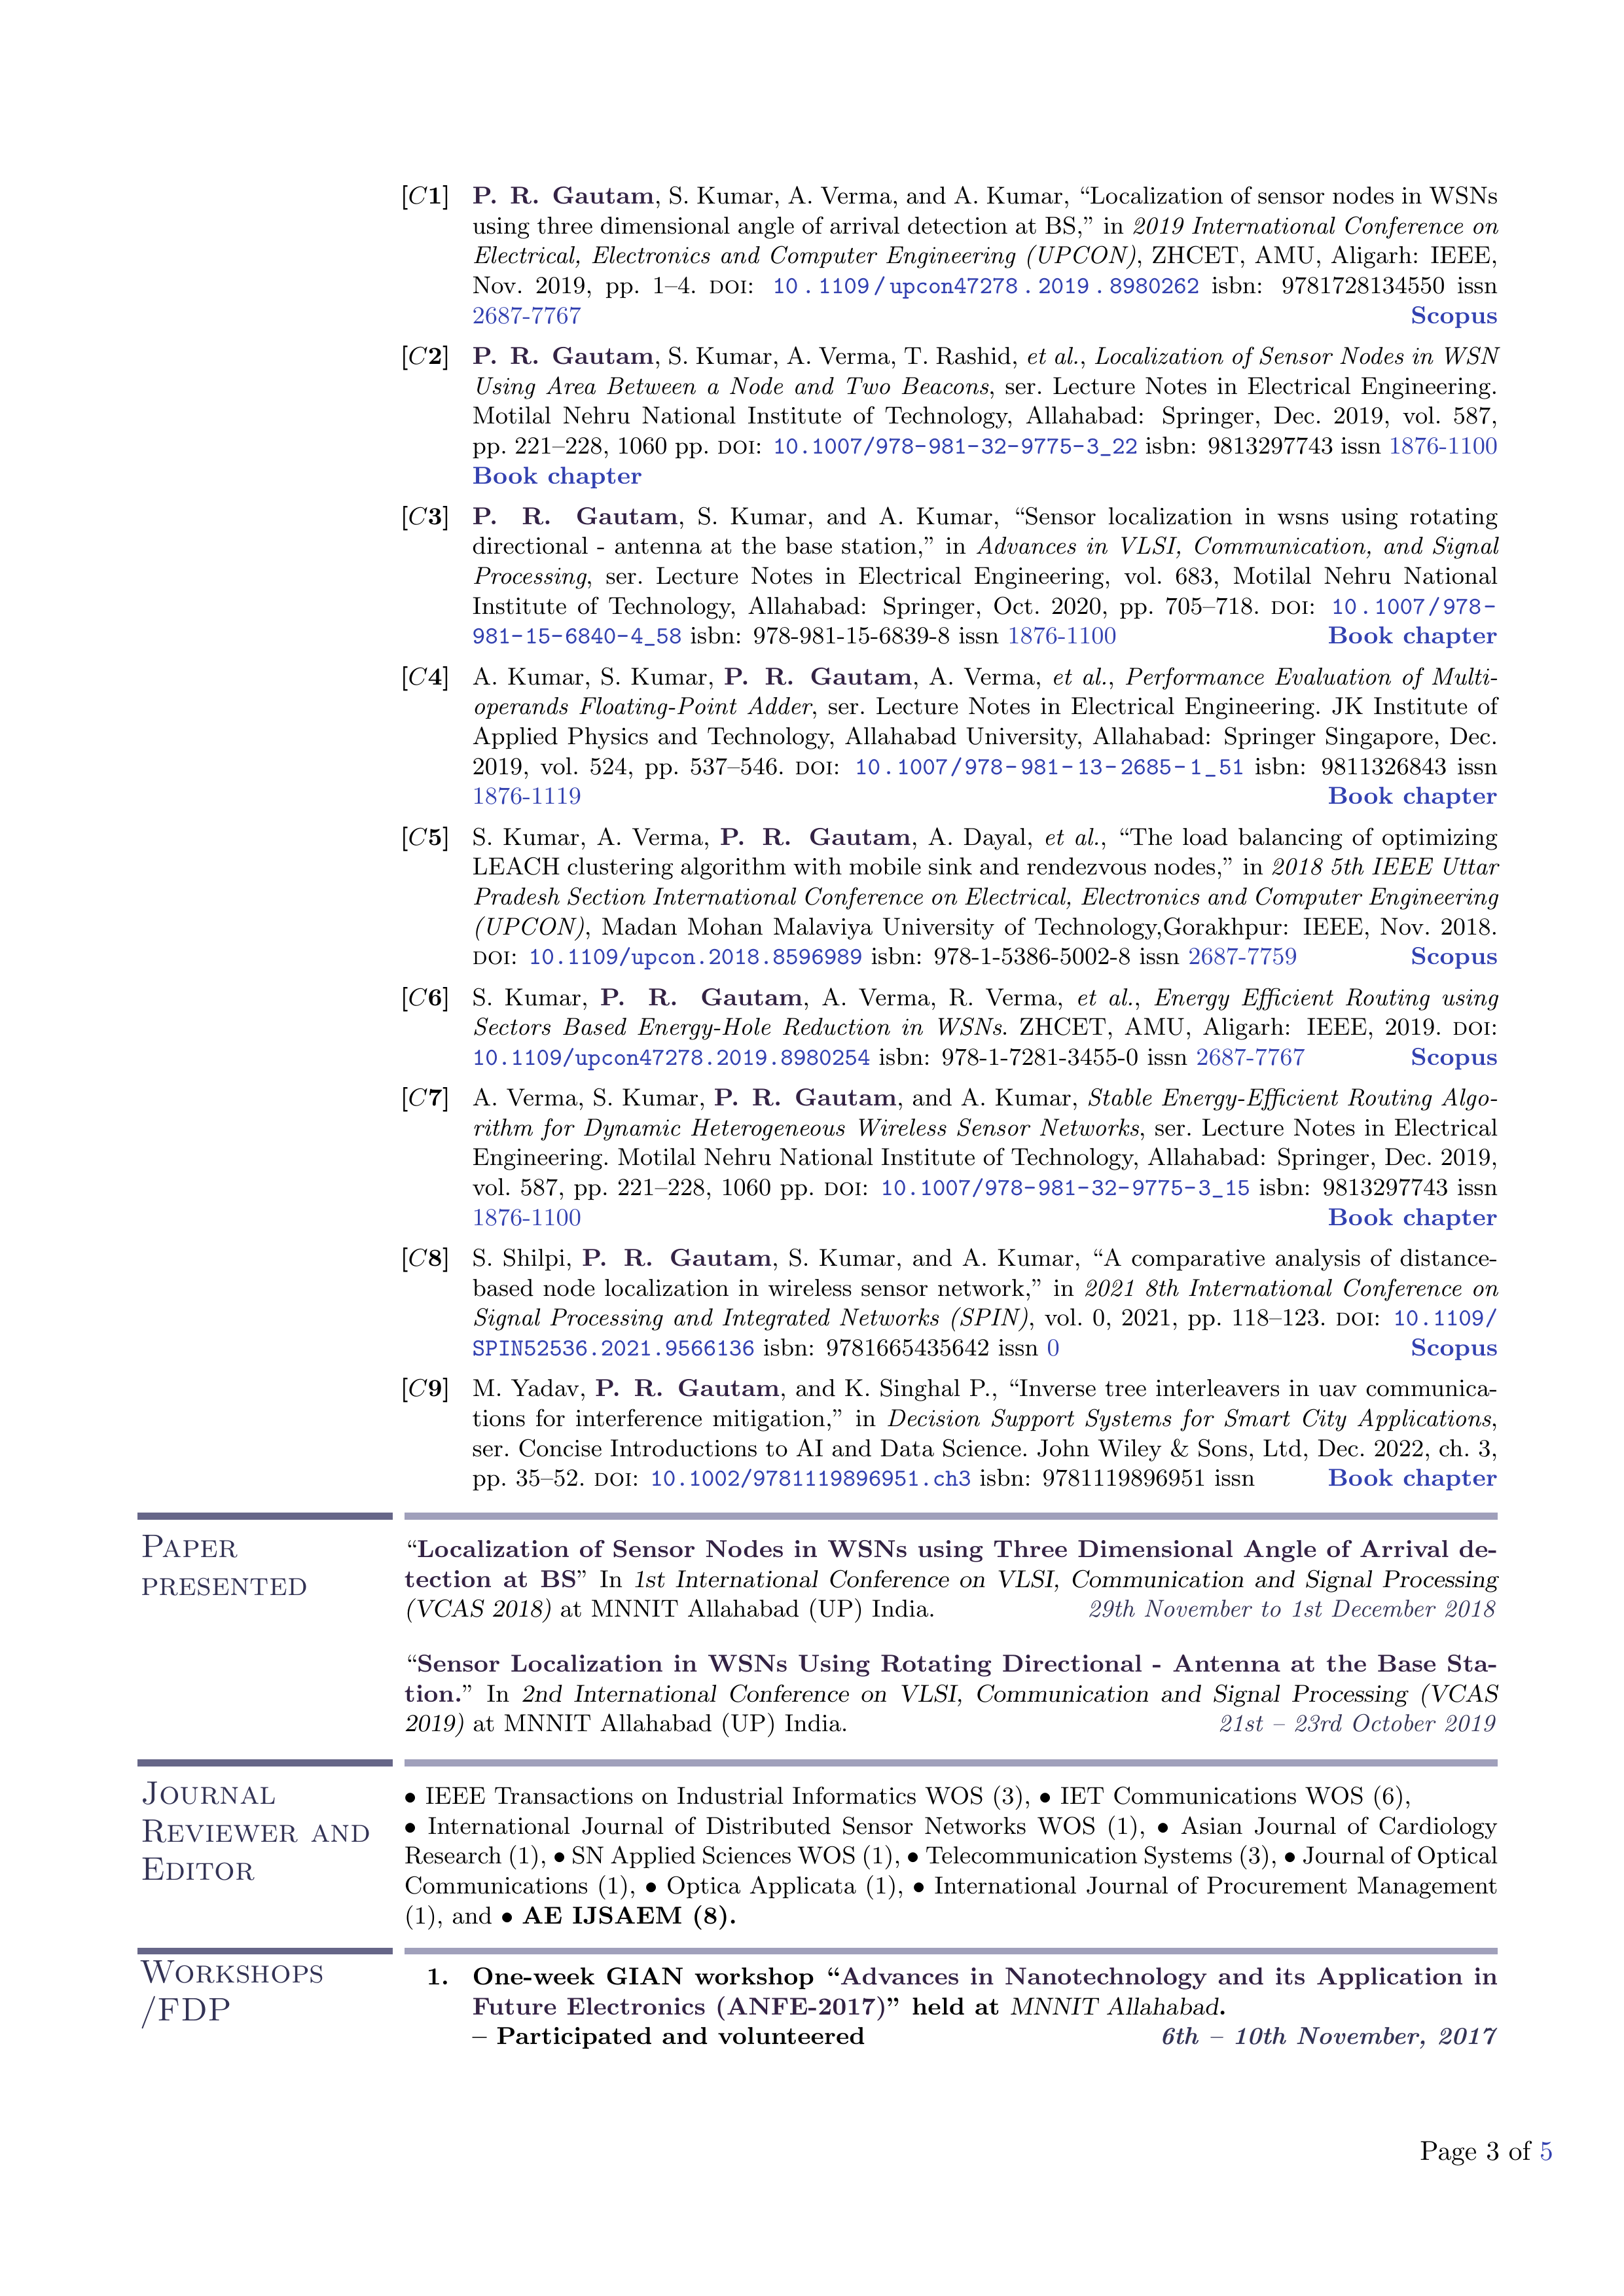 [C1] P. R. Gautam, S. Kumar, A. Verma, and A. Kumar, “Localization of sensor nodes in WSNs
using three dimensional angle of arrival detection at BS,” in 2019 International Conference on
Electrical, Electronics and Computer Engineering (UPCON), ZHCET, AMU, Aligarh: IEEE,
Nov. 2019, pp. 1–4. DOI: 10.1109/upcon47278.2019.8980262 isbn: 9781728134550 issn
2687-7767 Scopus
[C2] P. R. Gautam, S. Kumar, A. Verma, T. Rashid, et al., Localization of Sensor Nodes in WSN
Using Area Between a Node and Two Beacons, ser. Lecture Notes in Electrical Engineering.
Motilal Nehru National Institute of Technology, Allahabad: Springer, Dec. 2019, vol. 587,
pp. 221–228, 1060 pp. DOI: 10.1007/978-981-32-9775-3_22 isbn: 9813297743 issn 1876-1100
Book chapter
[C3] P. R. Gautam, S. Kumar, and A. Kumar, “Sensor localization in wsns using rotating
directional - antenna at the base station,” in Advances in VLSI, Communication, and Signal
Processing, ser. Lecture Notes in Electrical Engineering, vol. 683, Motilal Nehru National
Institute of Technology, Allahabad: Springer, Oct. 2020, pp. 705–718. DOI: 10.1007/978-
981-15-6840-4_58 isbn: 978-981-15-6839-8 issn 1876-1100 Book chapter
[C4] A. Kumar, S. Kumar, P. R. Gautam, A. Verma, et al., Performance Evaluation of Multi-
operands Floating-Point Adder, ser. Lecture Notes in Electrical Engineering. JK Institute of
Applied Physics and Technology, Allahabad University, Allahabad: Springer Singapore, Dec.
2019, vol. 524, pp. 537–546. DOI: 10.1007/978-981-13-2685-1_51 isbn: 9811326843 issn
1876-1119 Book chapter
[C5] S. Kumar, A. Verma, P. R. Gautam, A. Dayal, et al., “The load balancing of optimizing
LEACH clustering algorithm with mobile sink and rendezvous nodes,” in 2018 5th IEEE Uttar
Pradesh Section International Conference on Electrical, Electronics and Computer Engineering
(UPCON), Madan Mohan Malaviya University of Technology,Gorakhpur: IEEE, Nov. 2018.
DOI: 10.1109/upcon.2018.8596989 isbn: 978-1-5386-5002-8 issn 2687-7759 Scopus
[C6] S. Kumar, P. R. Gautam, A. Verma, R. Verma, et al., Energy Efficient Routing using
Sectors Based Energy-Hole Reduction in WSNs. ZHCET, AMU, Aligarh: IEEE, 2019. DOI:
10.1109/upcon47278.2019.8980254 isbn: 978-1-7281-3455-0 issn 2687-7767 Scopus
[C7] A. Verma, S. Kumar, P. R. Gautam, and A. Kumar, Stable Energy-Efficient Routing Algo-
rithm for Dynamic Heterogeneous Wireless Sensor Networks, ser. Lecture Notes in Electrical
Engineering. Motilal Nehru National Institute of Technology, Allahabad: Springer, Dec. 2019,
vol. 587, pp. 221–228, 1060 pp. DOI: 10.1007/978-981-32-9775-3_15 isbn: 9813297743 issn
1876-1100 Book chapter
[C8] S. Shilpi, P. R. Gautam, S. Kumar, and A. Kumar, “A comparative analysis of distance-
based node localization in wireless sensor network,” in 2021 8th International Conference on
Signal Processing and Integrated Networks (SPIN), vol. 0, 2021, pp. 118–123. DOI: 10.1109/
SPIN52536.2021.9566136 isbn: 9781665435642 issn 0 Scopus
[C9] M. Yadav, P. R. Gautam, and K. Singhal P., “Inverse tree interleavers in uav communica-
tions for interference mitigation,” in Decision Support Systems for Smart City Applications,
ser. Concise Introductions to AI and Data Science. John Wiley & Sons, Ltd, Dec. 2022, ch. 3,
pp. 35–52. DOI: 10.1002/9781119896951.ch3 isbn: 9781119896951 issn Book chapter
Paper
presented
“Localization of Sensor Nodes in WSNs using Three Dimensional Angle of Arrival de-
tection at BS” In 1st International Conference on VLSI, Communication and Signal Processing
(VCAS 2018) at MNNIT Allahabad (UP) India. 29th November to 1st December 2018
“Sensor Localization in WSNs Using Rotating Directional - Antenna at the Base Sta-
tion.” In 2nd International Conference on VLSI, Communication and Signal Processing (VCAS
2019) at MNNIT Allahabad (UP) India. 21st – 23rd October 2019
Journal
Reviewer and
Editor
• IEEE Transactions on Industrial Informatics WOS (3), • IET Communications WOS (6),
• International Journal of Distributed Sensor Networks WOS (1), • Asian Journal of Cardiology
Research (1), • SN Applied Sciences WOS (1), • Telecommunication Systems (3), • Journal of Optical
Communications (1), • Optica Applicata (1), • International Journal of Procurement Management
(1), and • AE IJSAEM (8).
Workshops
/FDP
1. One-week GIAN workshop “Advances in Nanotechnology and its Application in
Future Electronics (ANFE-2017)” held at MNNIT Allahabad.
– Participated and volunteered 6th – 10th November, 2017
Page 3 of 5